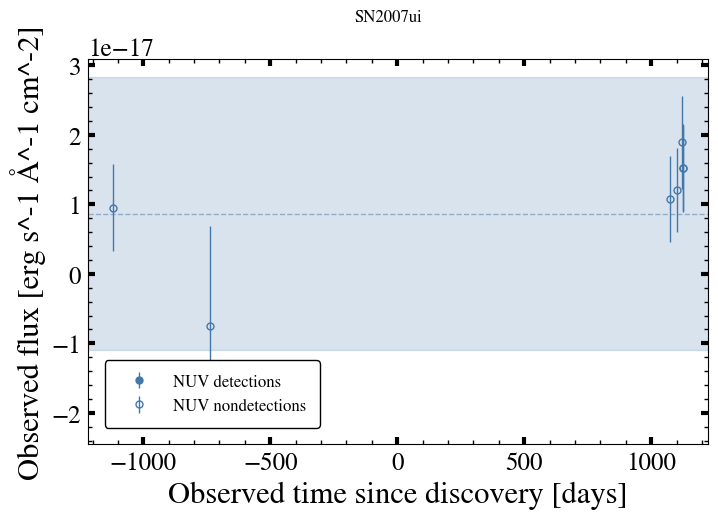 SN2007ui
1e−17
3
2
1
0
−1
−2
Observed flux [erg s^-1 Å^-1 cm^-2]
NUV detections
NUV nondetections
−1000 −500 0 500 1000
Observed time since discovery [days]